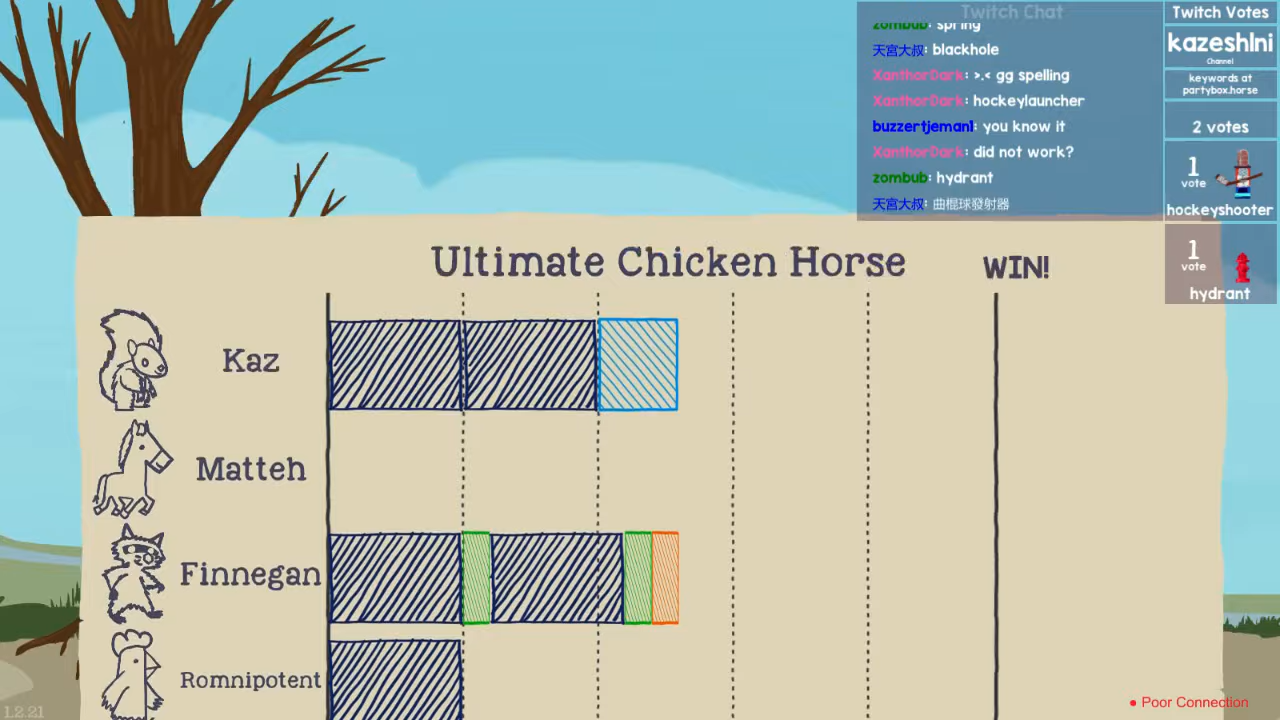 Twitch Chat
zombub: spring
天宮大叔: blackhole
XanthorDark: >.< gg spelling
XanthorDark: hockeylauncher
buzzertjeman1: you know it
XanthorDark: did not work?
zombub: hydrant
天宮大叔: 曲棍球發射器
Twitch Votes
kazeshini
Channel
keywords at
partybox.horse
2 votes
1
vote
hockeyshooter
1
vote
hydrant
Ultimate Chicken Horse
WIN!
Kaz
Matteh
Finnegan
Romnipotent
1.2.21
Poor Connection